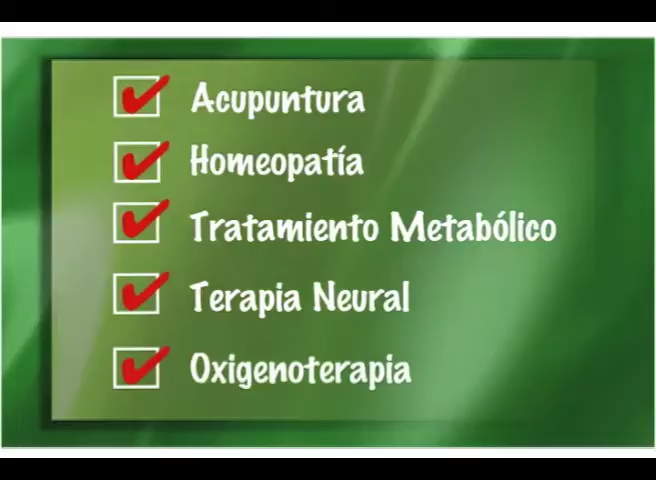 Acupuntura
Homeopatía
Tratamiento Metabólico
Terapia Neural
Oxigenoterapia